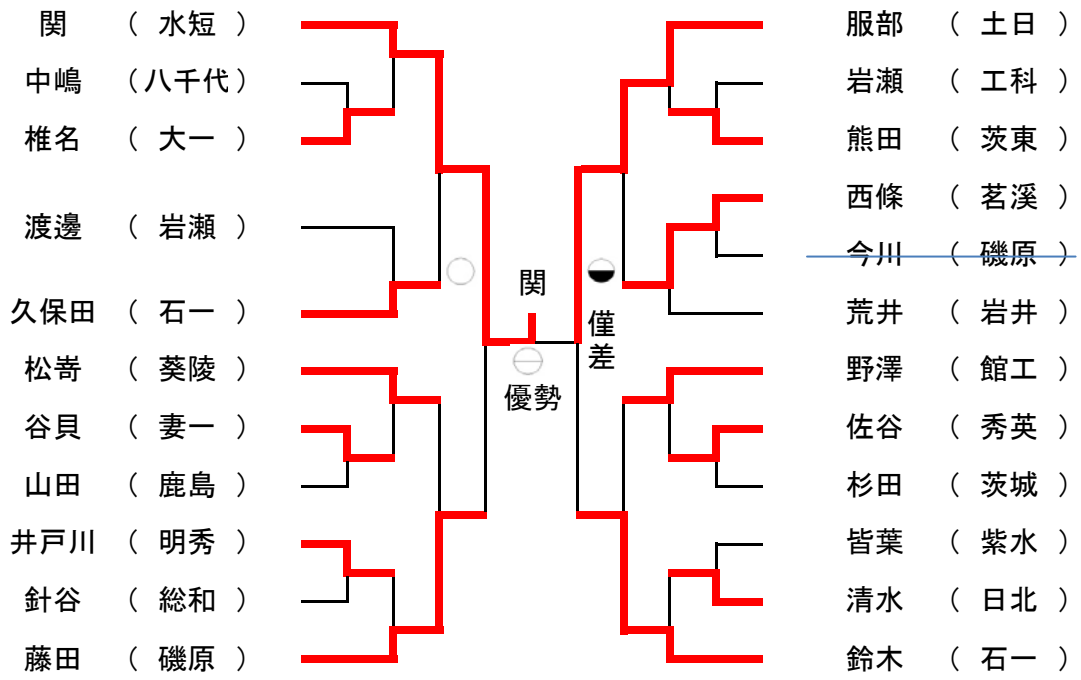 関 （ 水短 ）
中嶋 （八千代）
椎名 （ 大一 ）
渡邊 （ 岩瀬 ）
久保田 （ 石一 ）
松嵜 （ 葵陵 ）
谷貝 （ 妻一 ）
山田 （ 鹿島 ）
井戸川 （ 明秀 ）
針谷 （ 総和 ）
藤田 （ 磯原 ）
関
優勢
僅差
服部 （ 土日 ）
岩瀬 （ 工科 ）
熊田 （ 茨東 ）
西條 （ 茗溪 ）
今川 （ 磯原 ）
荒井 （ 岩井 ）
野澤 （ 館工 ）
佐谷 （ 秀英 ）
杉田 （ 茨城 ）
皆葉 （ 紫水 ）
清水 （ 日北 ）
鈴木 （ 石一 ）